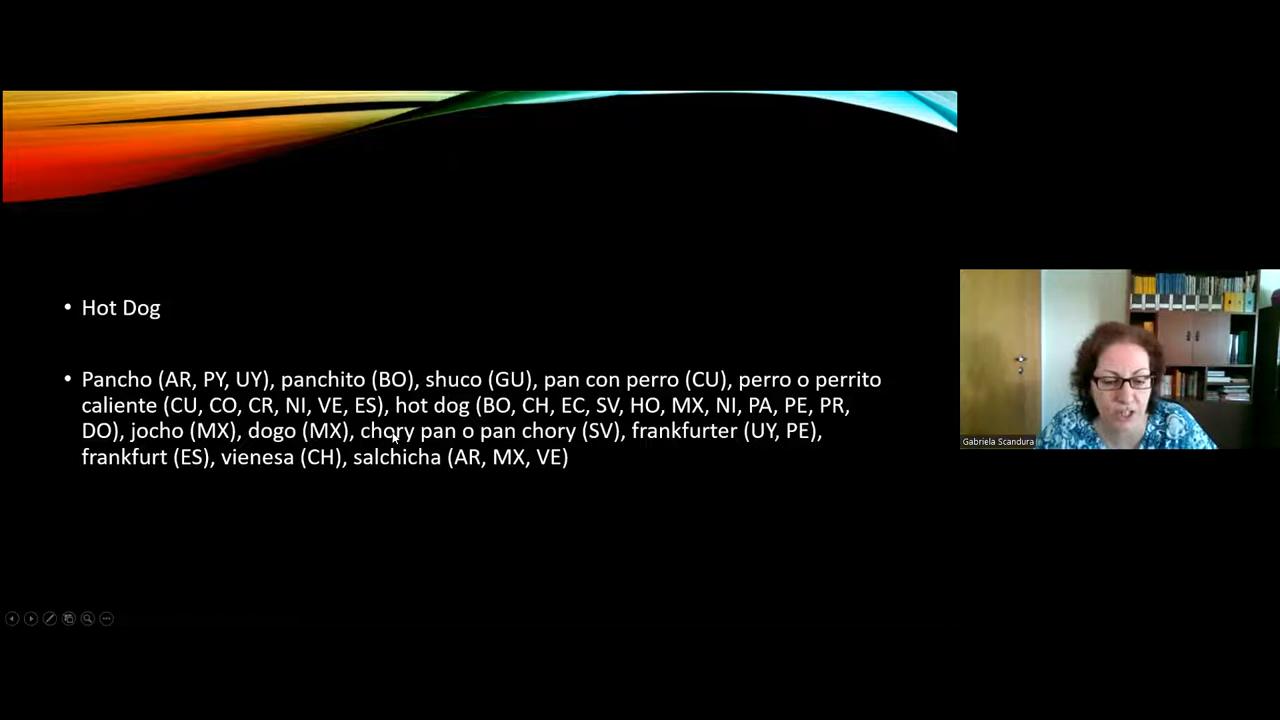 • Hot Dog
• Pancho (AR, PY, UY), panchito (BO), shuco (GU), pan con perro (CU), perro o perrito
caliente (CU, CO, CR, NI, VE, ES), hot dog (BO, CH, EC, SV, HO, MX, NI, PA, PE, PR,
DO), jocho (MX), dogo (MX), chory pan o pan chory (SV), frankfurter (UY, PE),
frankfurt (ES), vienesa (CH), salchicha (AR, MX, VE)
Gabriela Scandura